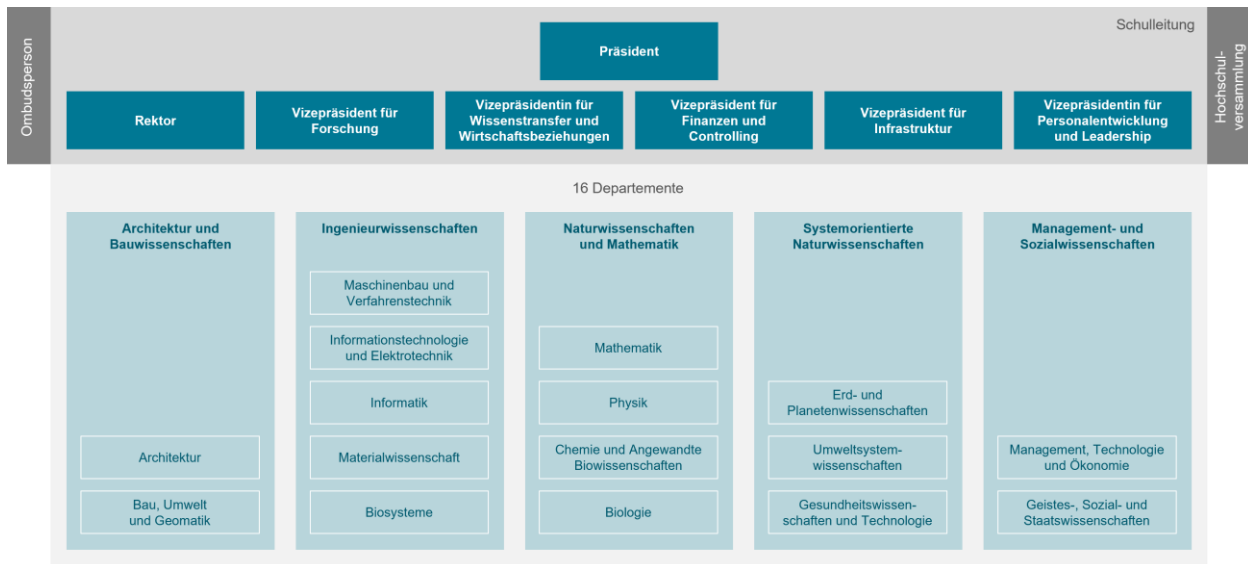 Ombudsperson
Schulleitung
Hochschul-
versammlung
Präsident
Rektor
Vizepräsident für
Forschung
Vizepräsidentin für
Wissenstransfer und
Wirtschaftsbeziehungen
Vizepräsident für
Finanzen und
Controlling
Vizepräsident für
Infrastruktur
Vizepräsidentin für
Personalentwicklung
und Leadership
16 Departemente
Architektur und
Bauwissenschaften
Architektur
Bau, Umwelt
und Geomatik
Ingenieurwissenschaften
Maschinenbau und
Verfahrenstechnik
Informationstechnologie
und Elektrotechnik
Informatik
Materialwissenschaft
Biosysteme
Naturwissenschaften
und Mathematik
Mathematik
Physik
Chemie und Angewandte
Biowissenschaften
Biologie
Systemorientierte
Naturwissenschaften
Erd- und
Planetenwissenschaften
Umweltsystem-
wissenschaften
Gesundheitswissen-
schaften und Technologie
Management- und
Sozialwissenschaften
Management, Technologie
und Ökonomie
Geistes-, Sozial- und
Staatswissenschaften